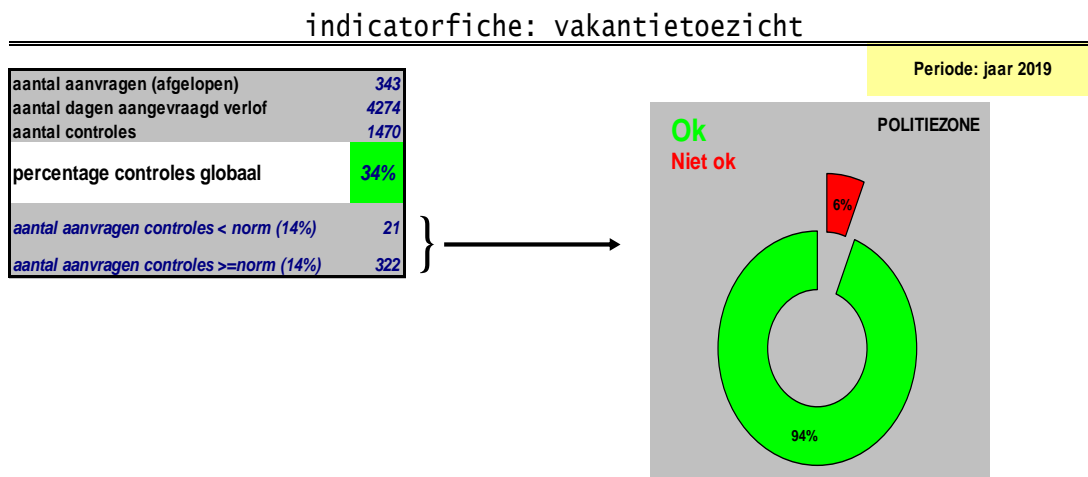 indicatorfiche: vakantietoezicht
Periode: jaar 2019
aantal aanvragen (afgelopen) 343
aantal dagen aangevraagd verlof 4274
aantal controles 1470
percentage controles globaal 34%
aantal aanvragen controles < norm (14%) 21
aantal aanvragen controles >=norm (14%) 322
Ok
Niet ok
POLITIEZONE
6%
94%